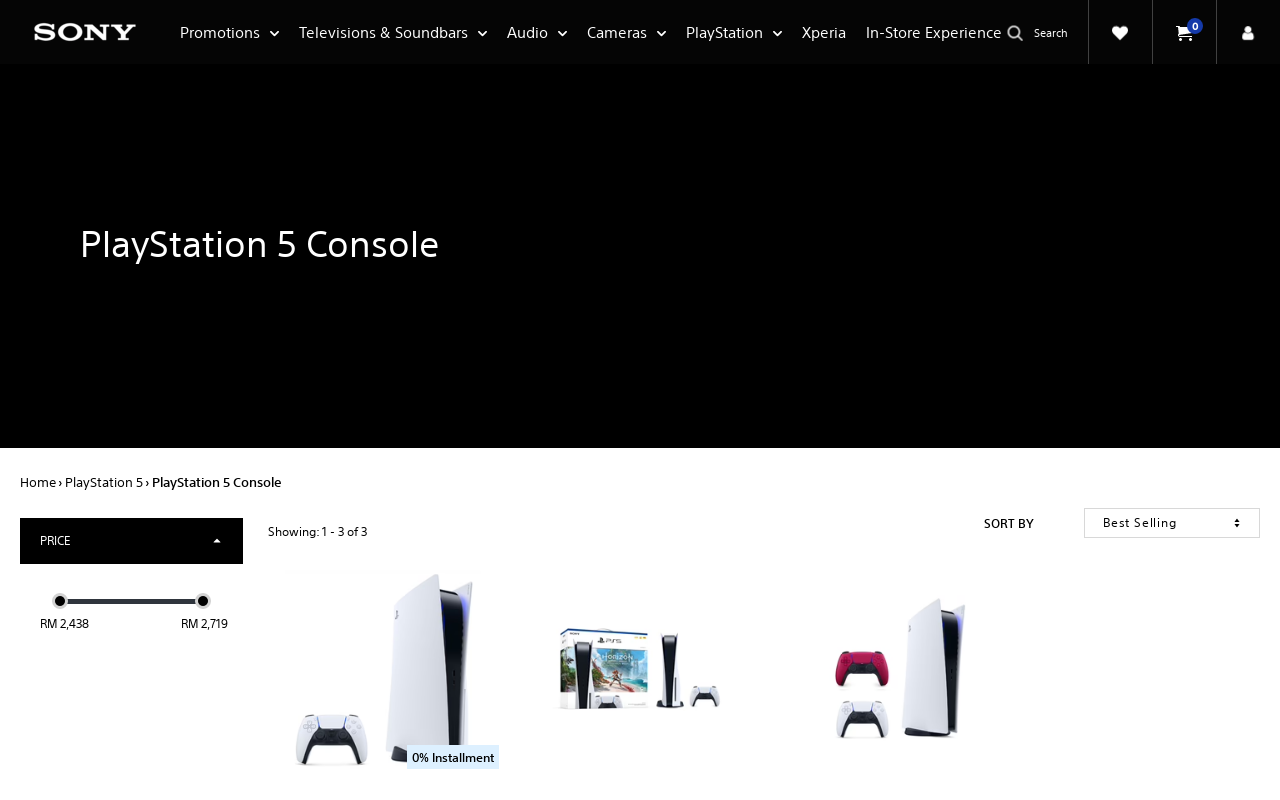 SONY Promotions Televisions & Soundbars Audio Cameras PlayStation Xperia In-Store Experience Search 0
PlayStation 5 Console
Home › PlayStation 5 › PlayStation 5 Console
PRICE
Showing: 1 - 3 of 3
SORT BY
Best Selling
RM 2,438 RM 2,719
HORIZON
0% Installment